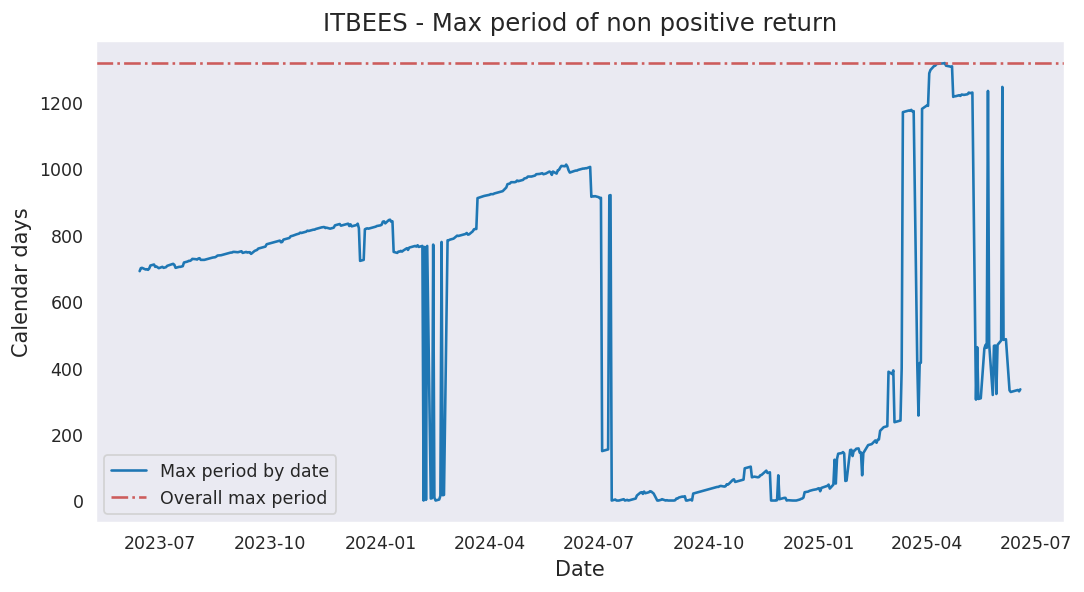 ITBEES - Max period of non positive return
Calendar days
1200
1000
800
600
400
200
0
Max period by date
Overall max period
2023-07 2023-10 2024-01 2024-04 2024-07 2024-10 2025-01 2025-04 2025-07
Date